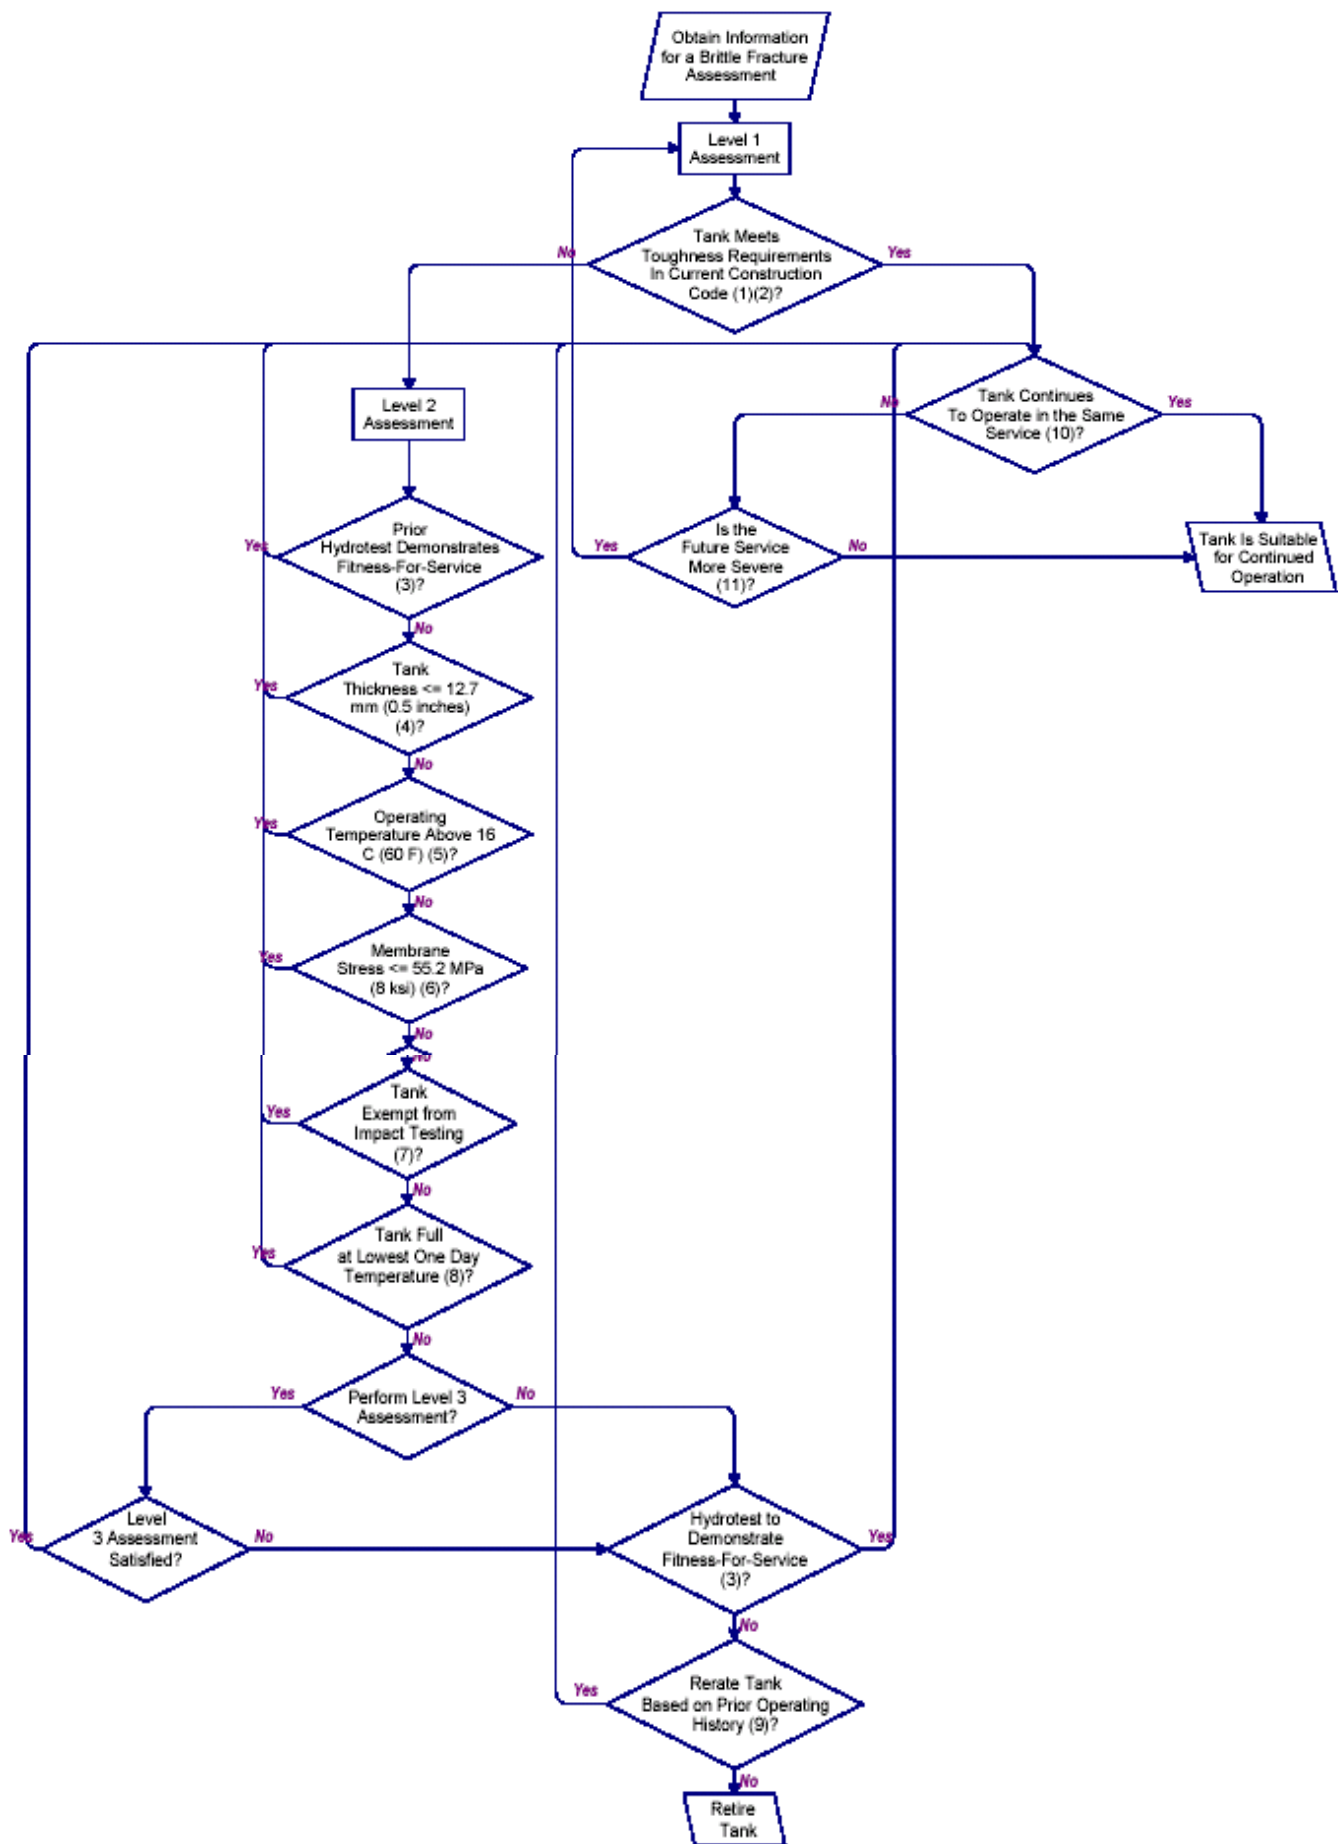 Obtain Information
for a Brittle Fracture
Assessment
Level 1
Assessment
Tank Meets
Toughness Requirements
In Current Construction
Code (1)(2)?
No
Yes
Level 2
Assessment
Tank Continues
To Operate in the Same
Service (10)?
No
Yes
Prior
Hydrotest Demonstrates
Fitness-For-Service
(3)?
Yes
No
Is the
Future Service
More Severe
(11)?
Yes
No
Tank Is Suitable
for Continued
Operation
Tank
Thickness <= 12.7
mm (0.5 inches)
(4)?
Yes
No
Operating
Temperature Above 16
C (60 F) (5)?
Yes
No
Membrane
Stress <= 55.2 MPa
(8 ksi) (6)?
Yes
No
No
Tank
Exempt from
Impact Testing
(7)?
Yes
No
Tank Full
at Lowest One Day
Temperature (8)?
Yes
No
Perform Level 3
Assessment?
Yes
No
Level
3 Assessment
Satisfied?
Yes
No
Hydrotest to
Demonstrate
Fitness-For-Service
(3)?
Yes
No
Rerate Tank
Based on Prior Operating
History (9)?
Yes
No
Retire
Tank